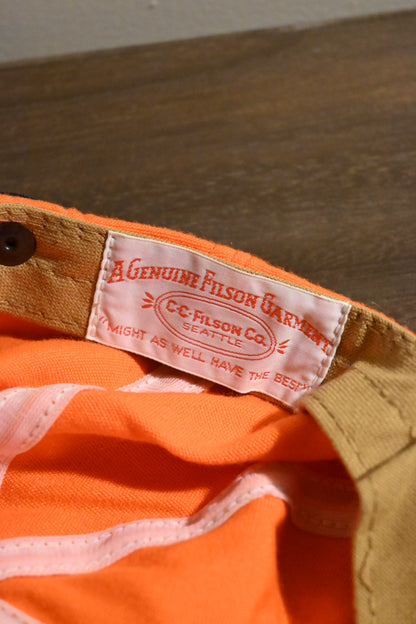 A GENUINE FILSON GARMENT
C·C·FILSON CO.
SEATTLE
"MIGHT AS WELL HAVE THE BEST"